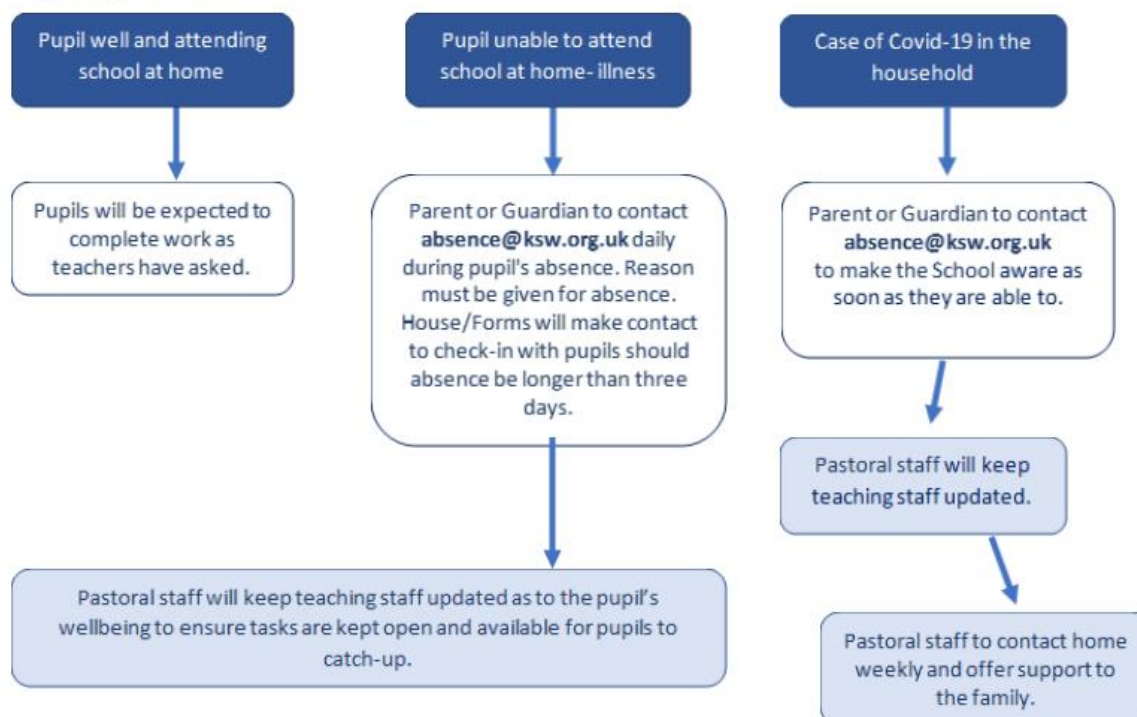 Pupil well and attending
school at home
Pupil unable to attend
school at home- illness
Case of Covid-19 in the
household
Pupils will be expected to
complete work as
teachers have asked.
Parent or Guardian to contact
absence@ksw.org.uk daily
during pupil's absence. Reason
must be given for absence.
House/Forms will make contact
to check-in with pupils should
absence be longer than three
days.
Parent or Guardian to contact
absence@ksw.org.uk
to make the School aware as
soon as they are able to.
Pastoral staff will keep
teaching staff updated.
Pastoral staff will keep teaching staff updated as to the pupil’s
wellbeing to ensure tasks are kept open and available for pupils to
catch-up.
Pastoral staff to contact home
weekly and offer support to
the family.